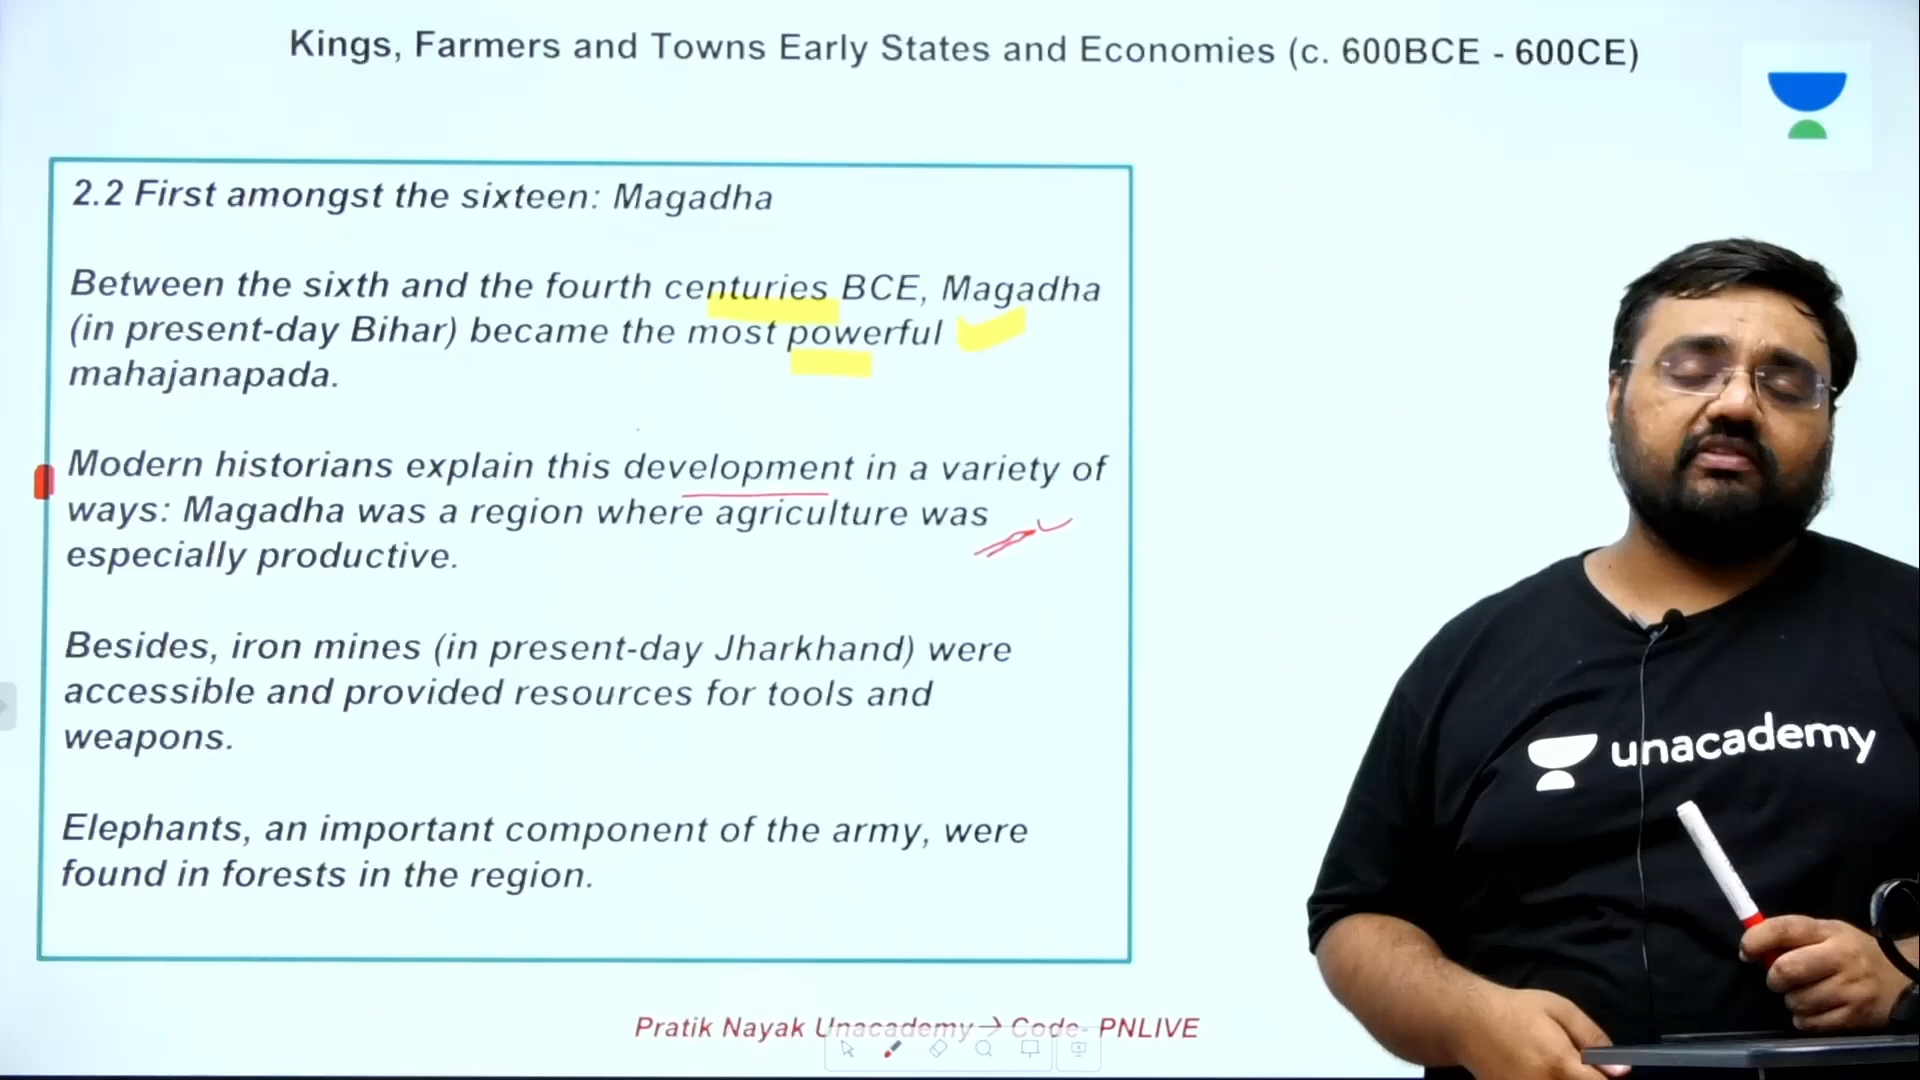 Kings, Farmers and Towns Early States and Economies (c. 600BCE - 600CE)
2.2 First amongst the sixteen: Magadha
Between the sixth and the fourth centuries BCE, Magadha
(in present-day Bihar) became the most powerful
mahajanapada.
Modern historians explain this development in a variety of
ways: Magadha was a region where agriculture was
especially productive.
Besides, iron mines (in present-day Jharkhand) were
accessible and provided resources for tools and
weapons.
Elephants, an important component of the army, were
found in forests in the region.
unacademy
Pratik Nayak Unacademy→ Code- PNLIVE